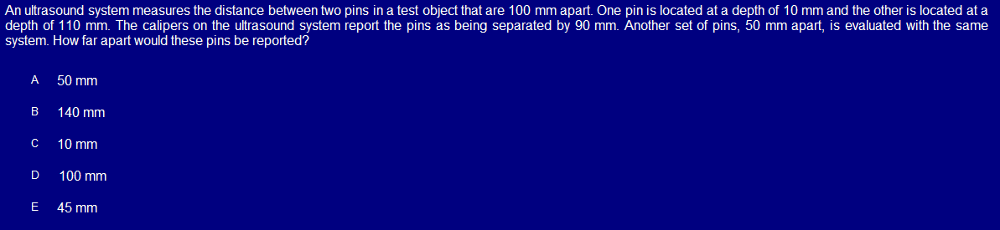 An ultrasound system measures the distance between two pins in a test object that are 100 mm apart. One pin is located at a depth of 10 mm and the other is located at a
depth of 110 mm. The calipers on the ultrasound system report the pins as being separated by 90 mm. Another set of pins, 50 mm apart, is evaluated with the same
system. How far apart would these pins be reported?
A 50 mm
B 140 mm
C 10 mm
D 100 mm
E 45 mm